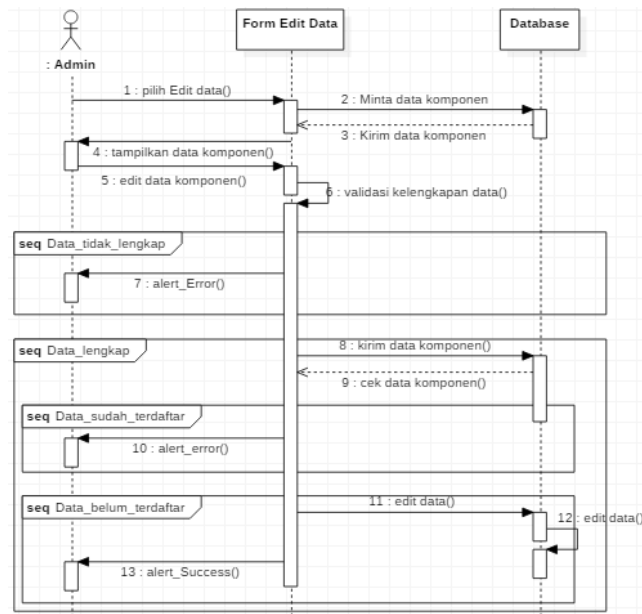 Form Edit Data
Database
: Admin
1 : pilih Edit data()
2 : Minta data komponen
3 : Kirim data komponen
4 : tampilkan data komponen()
5 : edit data komponen()
6 : validasi kelengkapan data()
seq Data_tidak_lengkap
7 : alert_Error()
seq Data_lengkap
8 : kirim data komponen()
9 : cek data komponen()
seq Data_sudah_terdaftar
10 : alert_error()
seq Data_belum_terdaftar
11 : edit data()
12 : edit data()
13 : alert_Success()